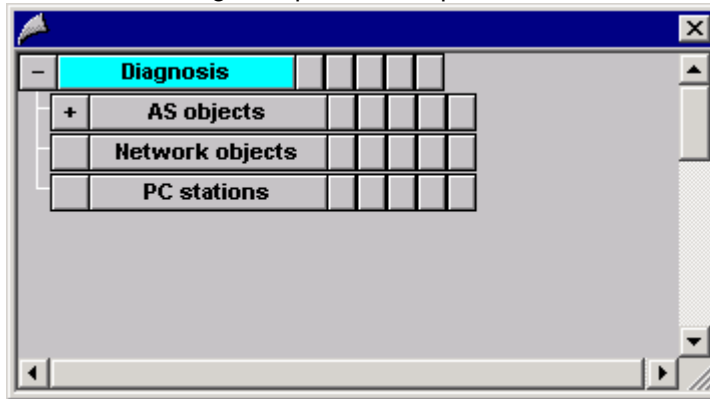 − Diagnosis
+ AS objects
Network objects
PC stations